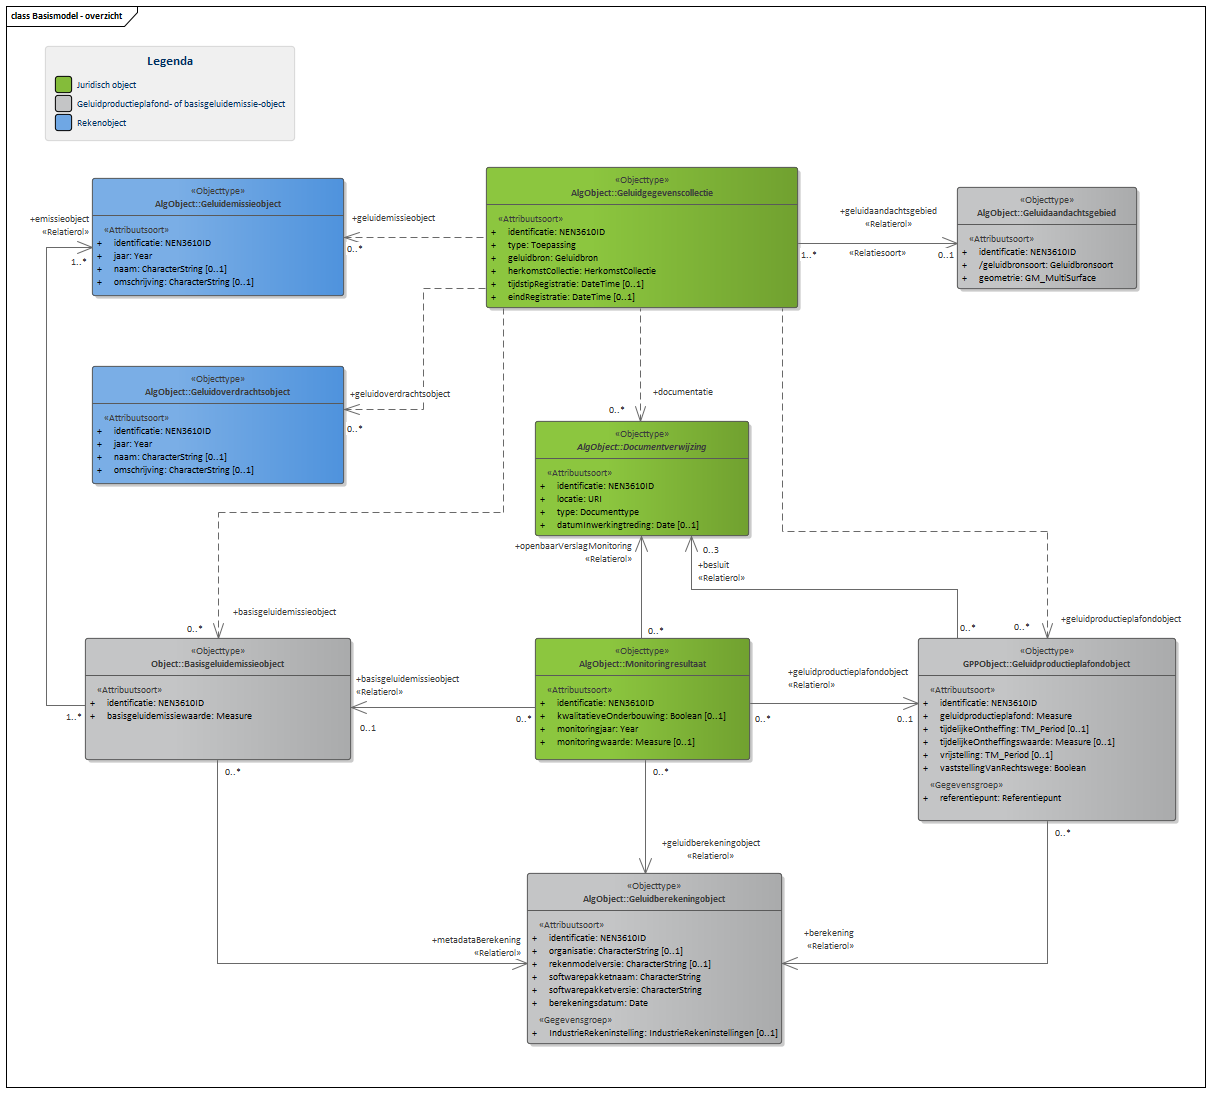 class Basismodel - overzicht
Legenda
Juridisch object
Geluidproductieplafond- of basisgeluidemissie-object
Rekenobject
«Objecttype»
AlgObject::Geluidemissieobject
«Attribuutsoort»
+ identificatie: NEN3610ID
+ jaar: Year
+ naam: CharacterString [0..1]
+ omschrijving: CharacterString [0..1]
+emissieobject
«Relatierol»
1..*
+geluidemissieobject
0..*
«Objecttype»
AlgObject::Geluidgegevenscollectie
«Attribuutsoort»
+ identificatie: NEN3610ID
+ type: Toepassing
+ geluidbron: Geluidbron
+ herkomstCollectie: HerkomstCollectie
+ tijdstipRegistratie: DateTime [0..1]
+ eindRegistratie: DateTime [0..1]
+geluidaandachtsgebied
«Relatierol»
1..*
«Relatiesoort»
0..1
«Objecttype»
AlgObject::Geluidaandachtsgebied
«Attribuutsoort»
+ identificatie: NEN3610ID
+ /geluidbronsoort: Geluidbronsoort
+ geometrie: GM_MultiSurface
«Objecttype»
AlgObject::Geluidoverdrachtsobject
«Attribuutsoort»
+ identificatie: NEN3610ID
+ jaar: Year
+ naam: CharacterString [0..1]
+ omschrijving: CharacterString [0..1]
+geluidoverdrachtsobject
0..*
+documentatie
0..*
«Objecttype»
AlgObject::Documentverwijzing
«Attribuutsoort»
+ identificatie: NEN3610ID
+ locatie: URI
+ type: Documenttype
+ datumInwerkingtreding: Date [0..1]
+openbaarVerslagMonitoring
«Relatierol»
0..3
+besluit
«Relatierol»
+basisgeluidemissieobject
0..*
0..*
0..*
0..*
+geluidproductieplafondobject
«Objecttype»
Object::Basisgeluidemissieobject
«Attribuutsoort»
+ identificatie: NEN3610ID
+ basisgeluidemissiewaarde: Measure
1..*
+basisgeluidemissieobject
«Relatierol»
0..1
0..*
«Objecttype»
AlgObject::Monitoringresultaat
«Attribuutsoort»
+ identificatie: NEN3610ID
+ kwalitatieveOnderbouwing: Boolean [0..1]
+ monitoringjaar: Year
+ monitoringwaarde: Measure [0..1]
+geluidproductieplafondobject
«Relatierol»
0..*
0..1
«Objecttype»
GPPObject::Geluidproductieplafondobject
«Attribuutsoort»
+ identificatie: NEN3610ID
+ geluidproductieplafond: Measure
+ tijdelijkeOntheffing: TM_Period [0..1]
+ tijdelijkeOntheffingswaarde: Measure [0..1]
+ vrijstelling: TM_Period [0..1]
+ vaststellingVanRechtswege: Boolean
«Gegevensgroep»
+ referentiepunt: Referentiepunt
0..*
0..*
0..*
+geluidberekeningobject
«Relatierol»
«Objecttype»
AlgObject::Geluidberekeningobject
«Attribuutsoort»
+ identificatie: NEN3610ID
+ organisatie: CharacterString [0..1]
+ rekenmodelversie: CharacterString [0..1]
+ softwarepakketnaam: CharacterString
+ softwarepakketversie: CharacterString
+ berekeningsdatum: Date
«Gegevensgroep»
+ IndustrieRekeninstelling: IndustrieRekeninstellingen [0..1]
+metadataBerekening
«Relatierol»
+berekening
«Relatierol»